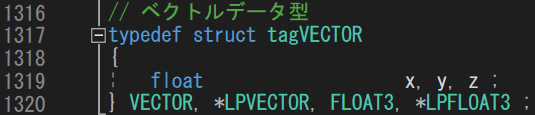 1316 // ベクトルデータ型
1317 typedef struct tagVECTOR
1318 {
1319 float x, y, z ;
1320 } VECTOR, *LPVECTOR, FLOAT3, *LPFLOAT3 ;